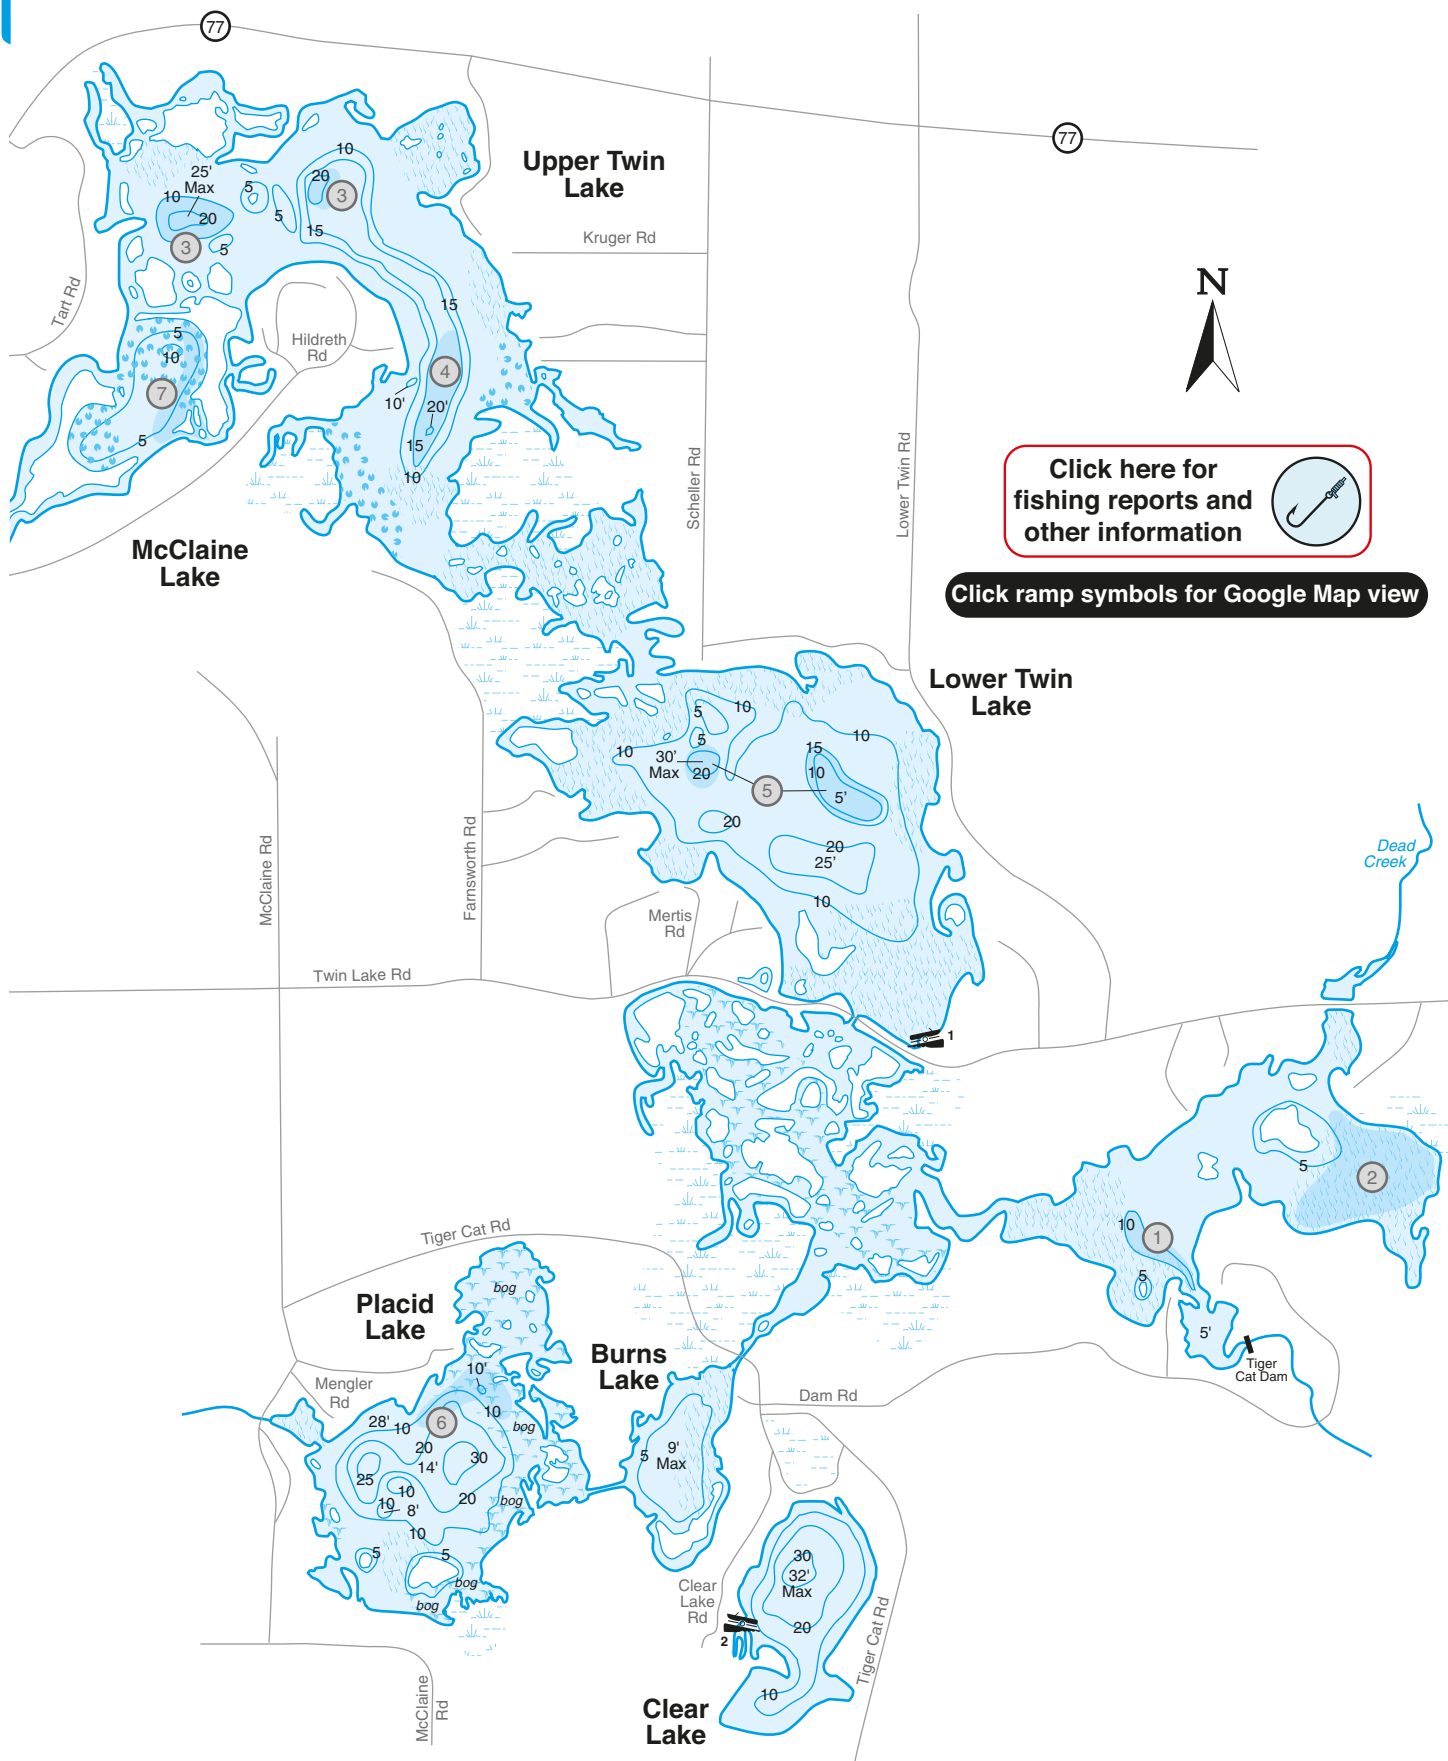 77
77
Upper Twin
Lake
10
20
3
15
25'
Max
10
20
5
5
3
5
Kruger Rd
N
Tart Rd
Hildreth
Rd
15
5
10
7
5
4
10'
20'
15
10
Scheller Rd
Lower Twin Rd
Click here for
fishing reports and
other information
Click ramp symbols for Google Map view
McClaine
Lake
Lower Twin
Lake
5
10
5
10
30'
Max
20
5
15
10
5'
10
20
20
25'
10
Dead
Creek
McClaine Rd
Farnsworth Rd
Mertis
Rd
Twin Lake Rd
1
5
2
10
1
5
5'
Tiger
Cat Dam
Tiger Cat Rd
bog
Placid
Lake
Burns
Lake
Mengler
Rd
10'
28'
10
6
10
bog
20
14'
30
25
10
10
8'
20
bog
10
5
5
bog
bog
5
9'
Max
Dam Rd
30
32'
Max
20
10
Clear
Lake
Rd
2
Tiger Cat Rd
McClaine
Rd
Clear
Lake